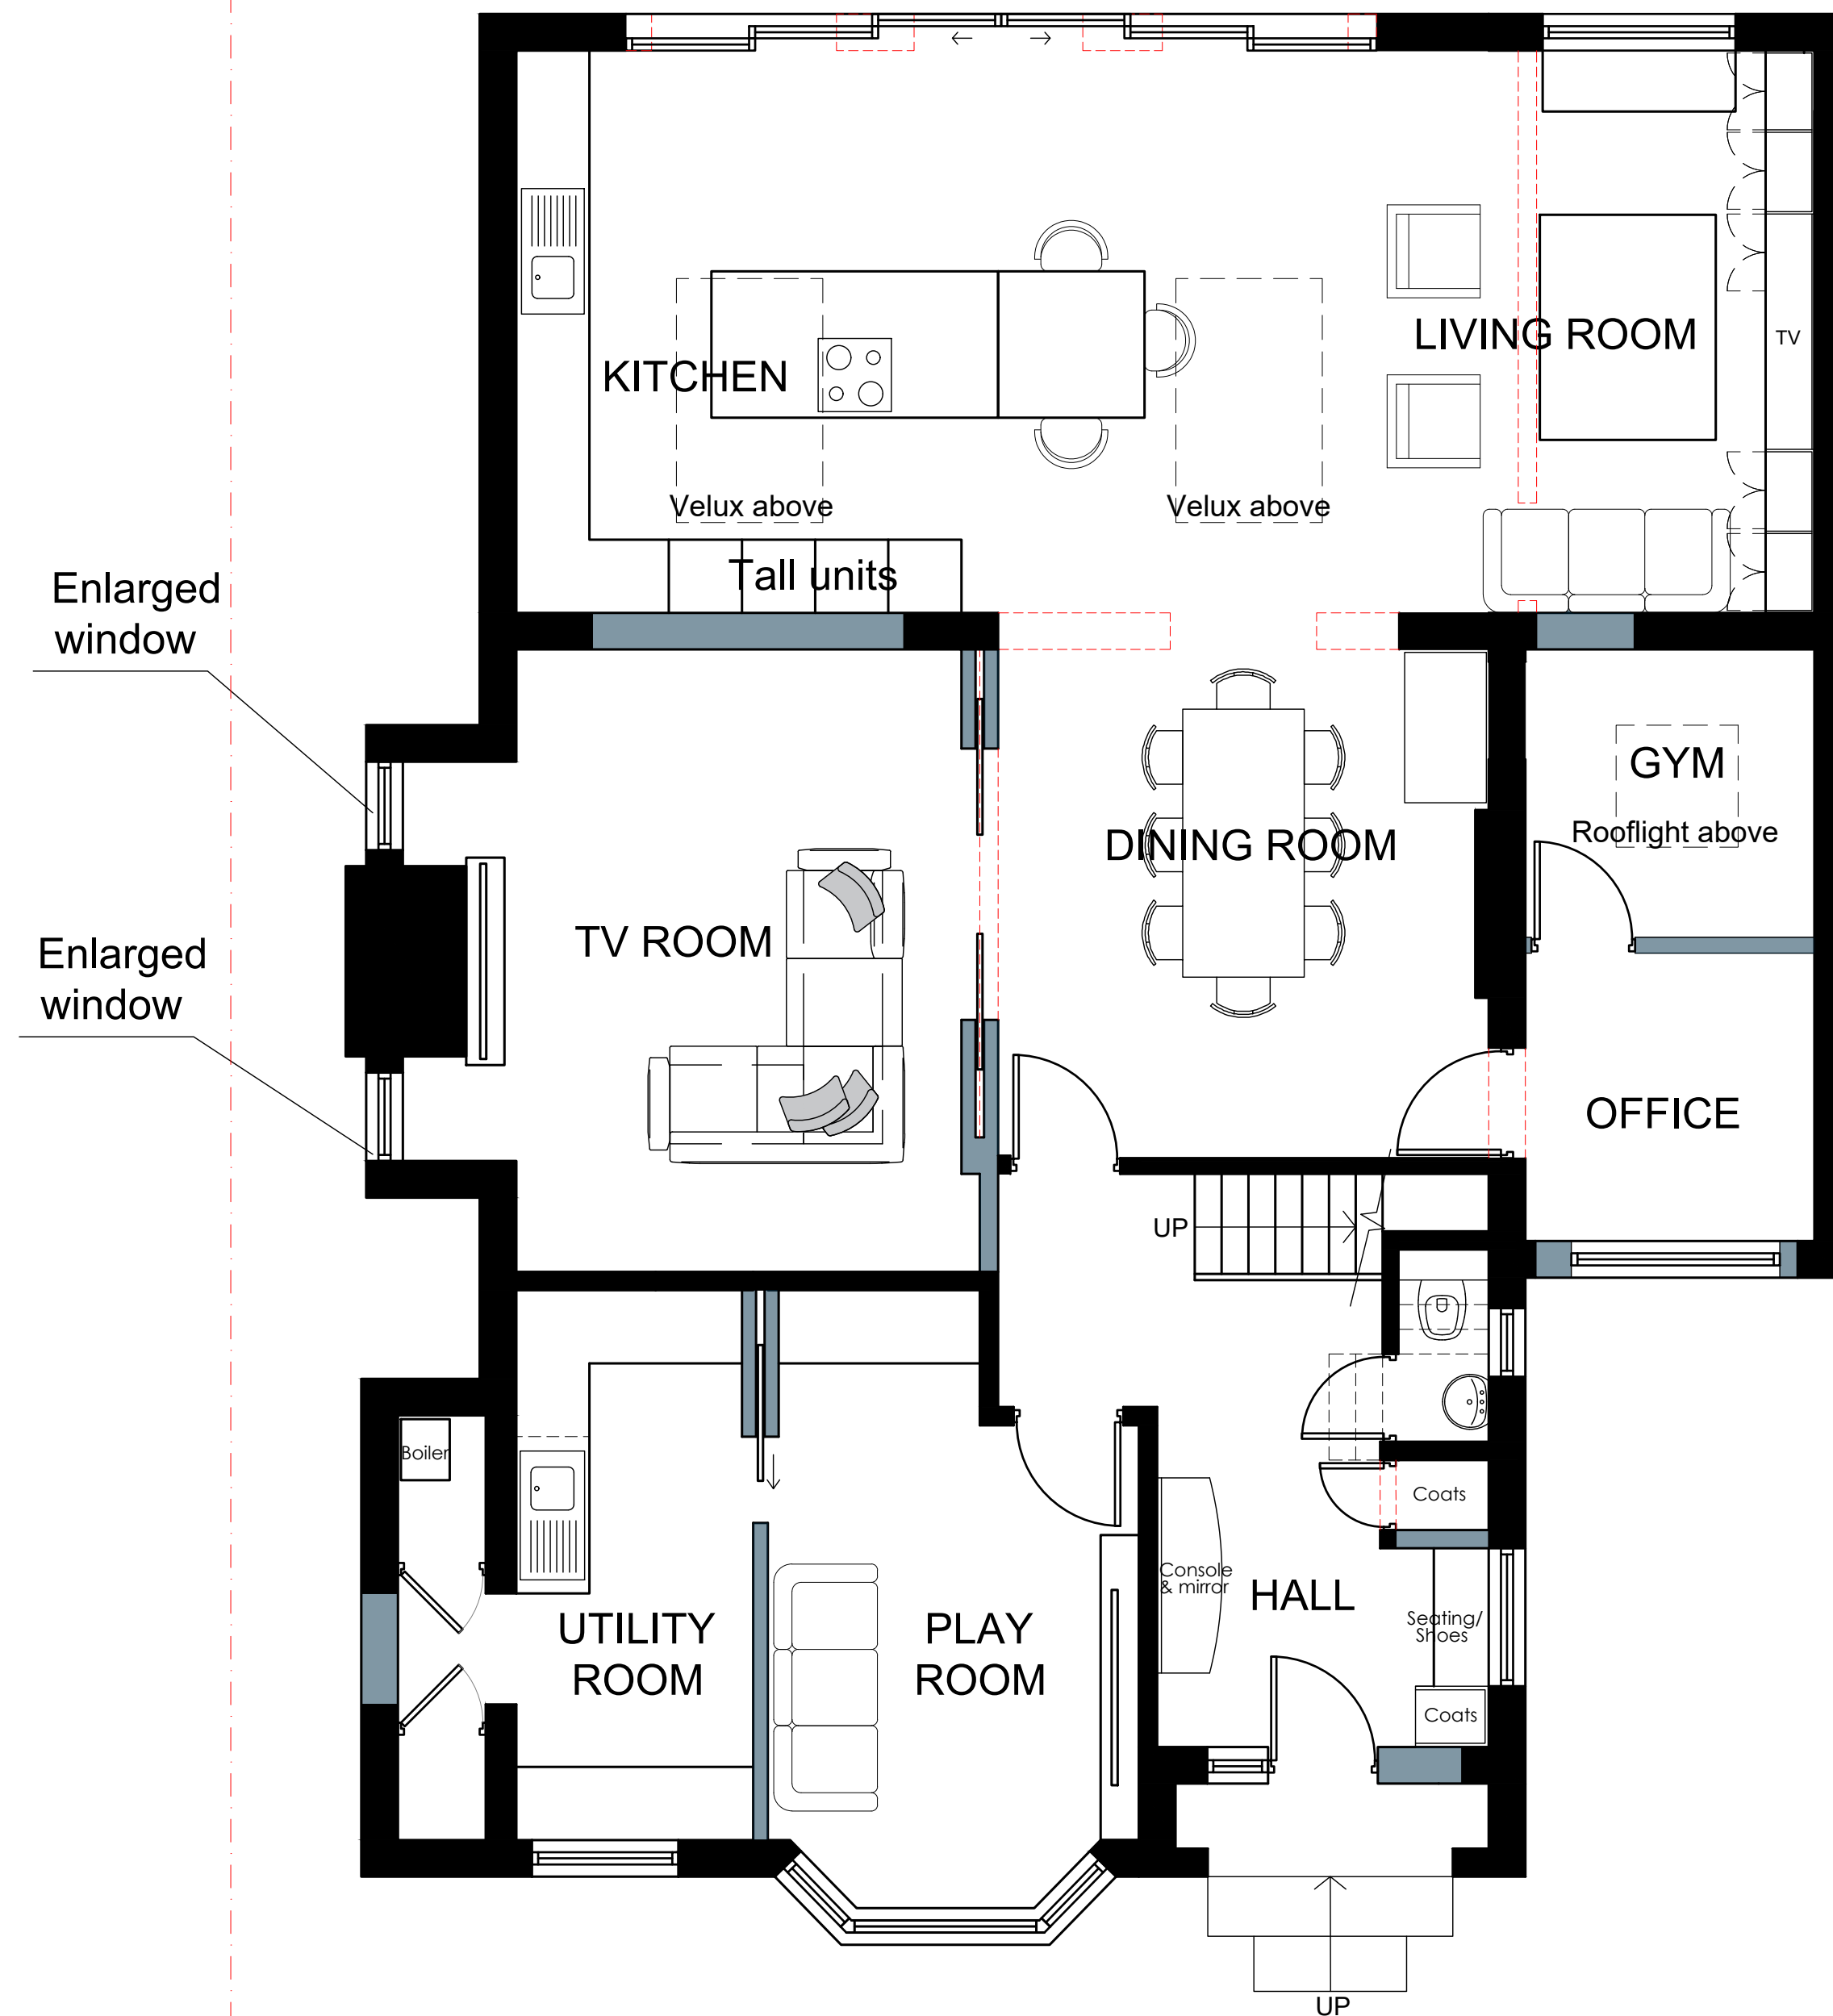 LIVING ROOM
TV
KITCHEN
Velux above
Velux above
Tall units
Enlarged
window
GYM
Rooflight above
DINING ROOM
TV ROOM
Enlarged
window
OFFICE
UP
Boiler
Coats
Console
& mirror
HALL
Seating/
Shoes
UTILITY
ROOM
PLAY
ROOM
Coats
UP